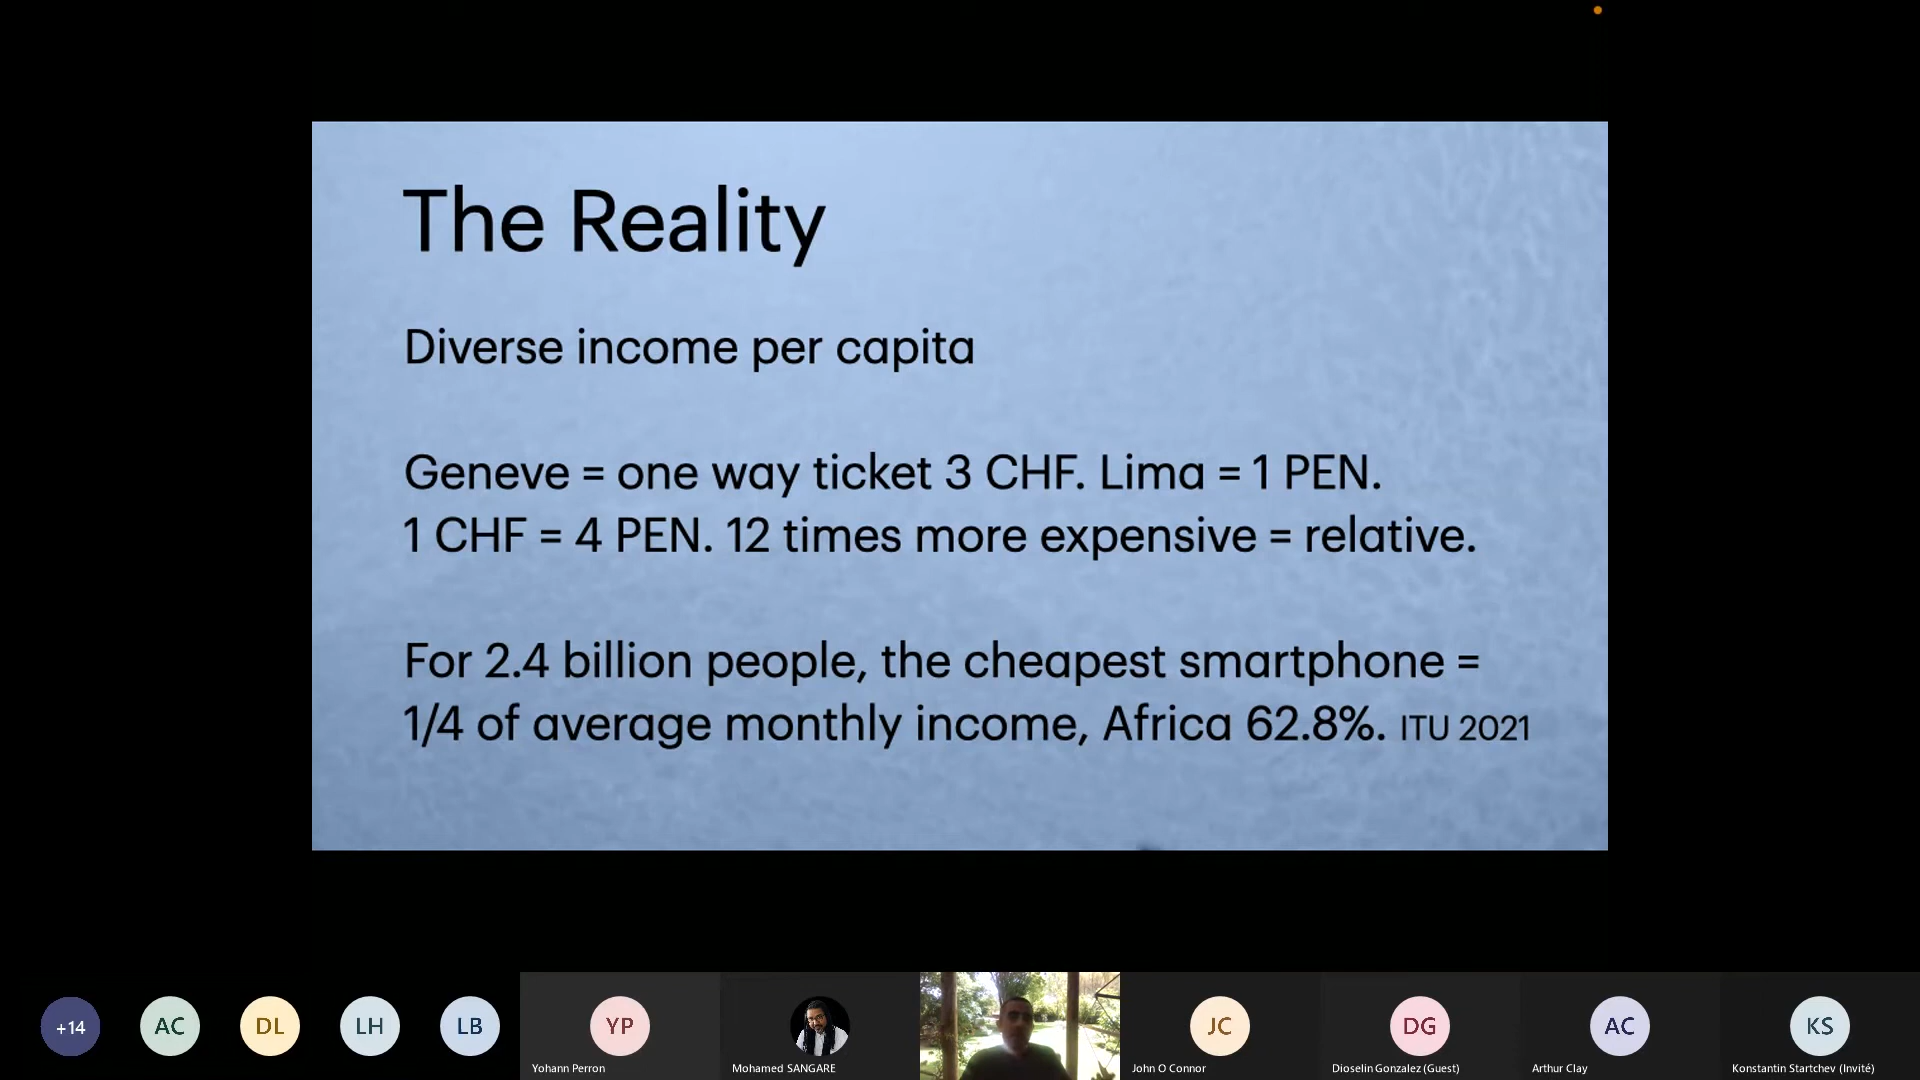 The Reality
Diverse income per capita
Geneve = one way ticket 3 CHF. Lima = 1 PEN.
1 CHF = 4 PEN. 12 times more expensive = relative.
For 2.4 billion people, the cheapest smartphone =
1/4 of average monthly income, Africa 62.8%. ITU 2021
+14
AC
DL
LH
LB
YP
JC
DG
AC
KS
Yohann Perron
Mohamed SANGARE
John O Connor
Dioselin Gonzalez (Guest)
Arthur Clay
Konstantin Startchev (Invité)